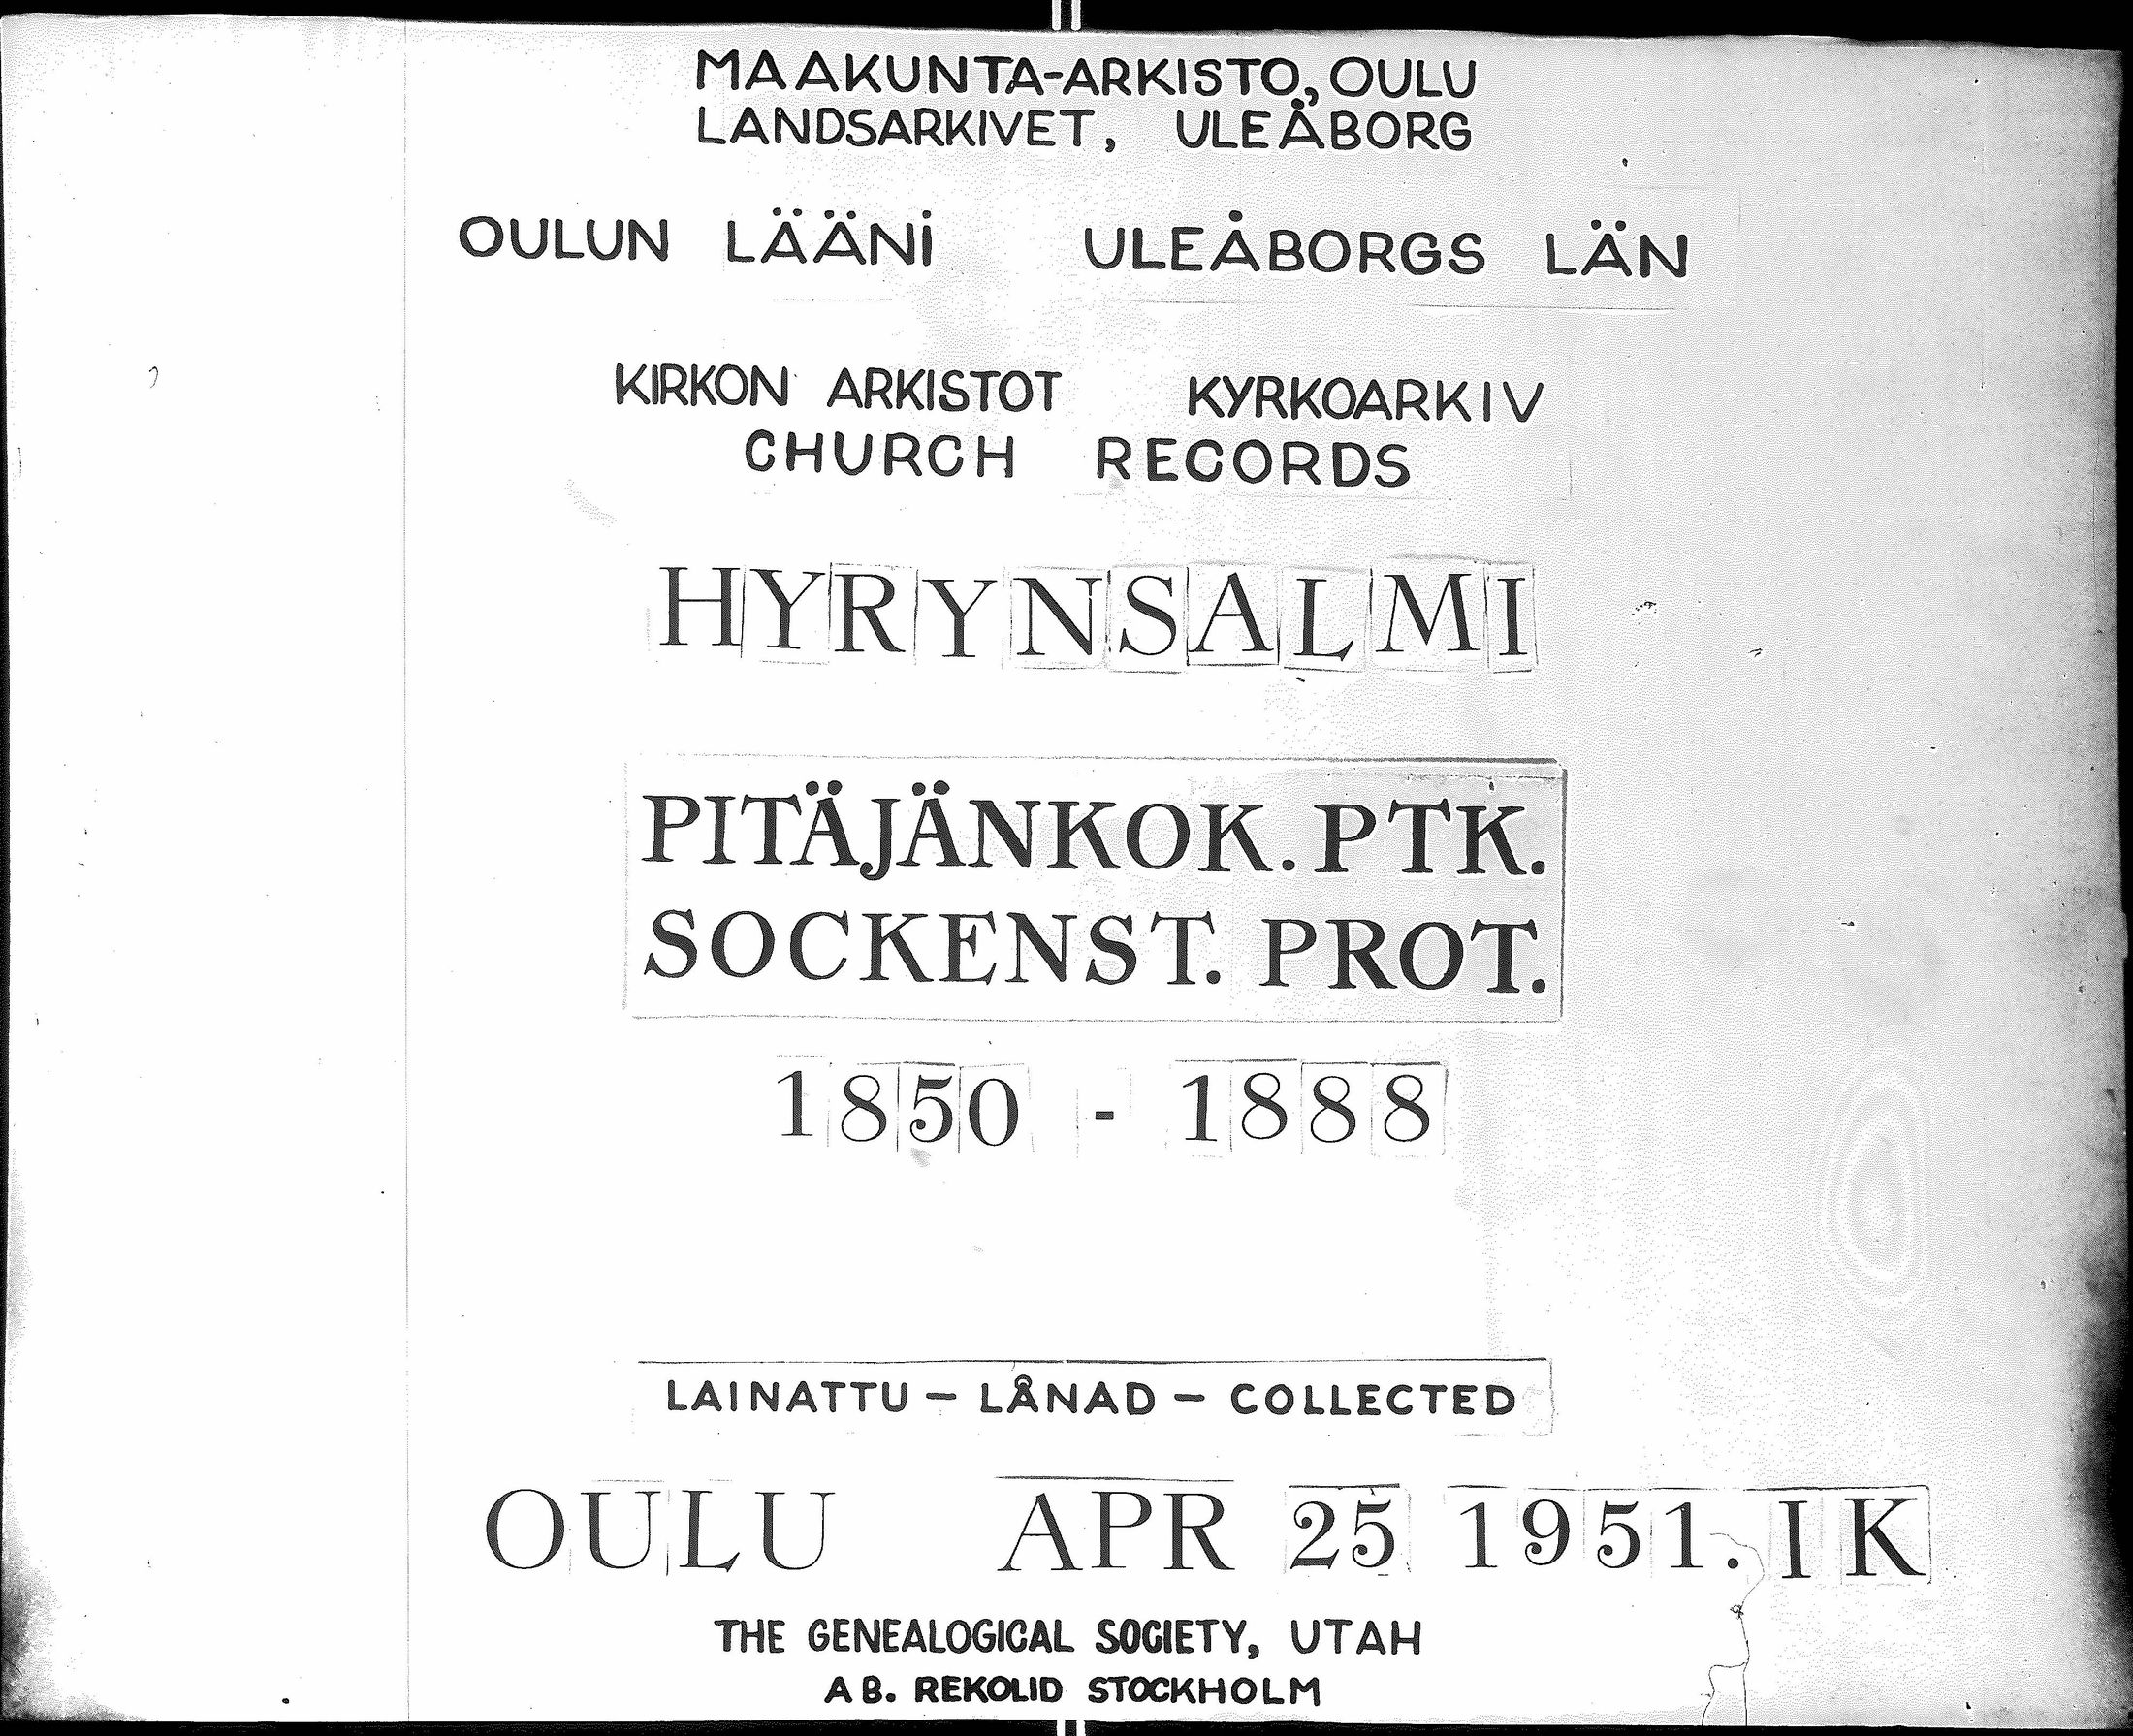 MAAKUNTA-ARKISTO, OULU
LANDSARKIVET, ULEÅBORG
OULUN LÄÄNI ULEÅBORGS LÄN
KIRKON ARKISTOT KYRKOARKIV
CHURCH RECORDS
HYRYNSALMI
PITÄJÄNKOK. PTK.
SOCKENST. PROT.
1850 - 1888
LAINATTU – LÅNAD – COLLECTED
OULU APR 25 1951. IK
THE GENEALOGICAL SOCIETY, UTAH
AB. REKOLID STOCKHOLM